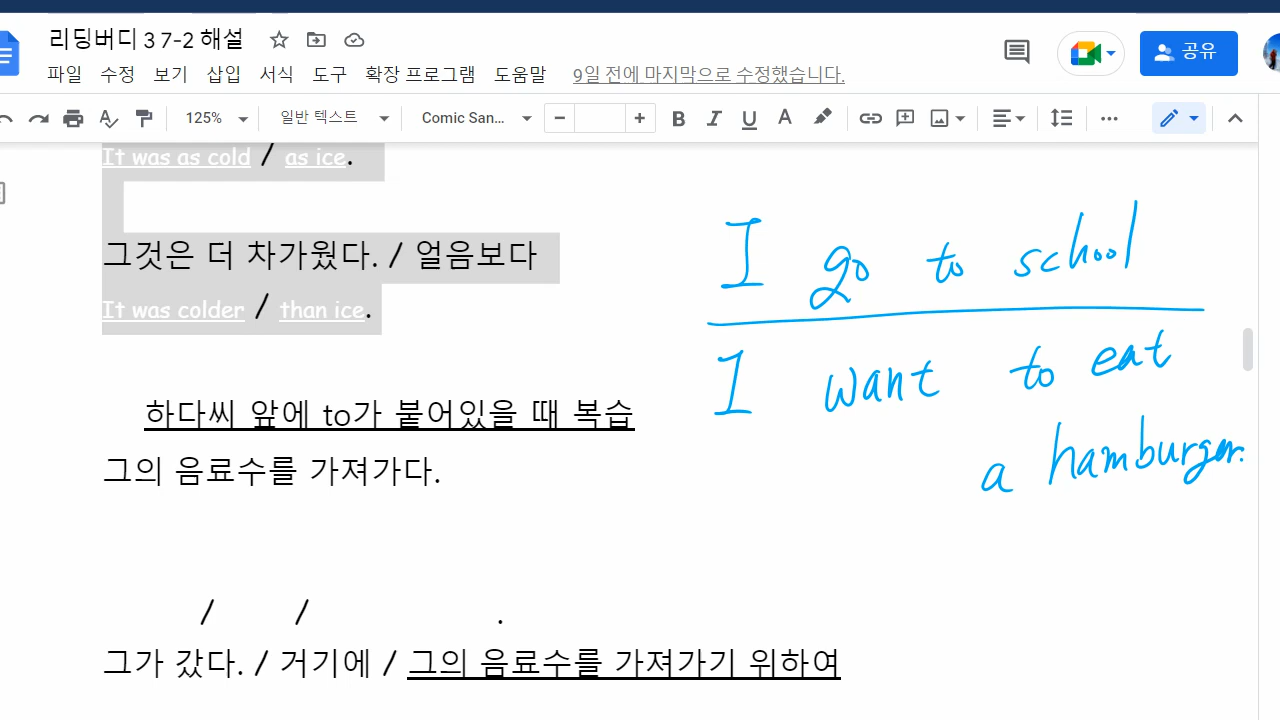 리딩버디 3 7-2 해설
파일 수정 보기 삽입 서식 도구 확장 프로그램 도움말 9일 전에 마지막으로 수정했습니다.
공유
125% 일반 텍스트 Comic San... − + B I U A
It was as cold / as ice.
그것은 더 차가웠다. / 얼음보다
It was colder / than ice.
하다씨 앞에 to가 붙어있을 때 복습
그의 음료수를 가져가다.
/ / .
그가 갔다. / 거기에 / 그의 음료수를 가져가기 위하여
I go to school
I want to eat
a hamburger.